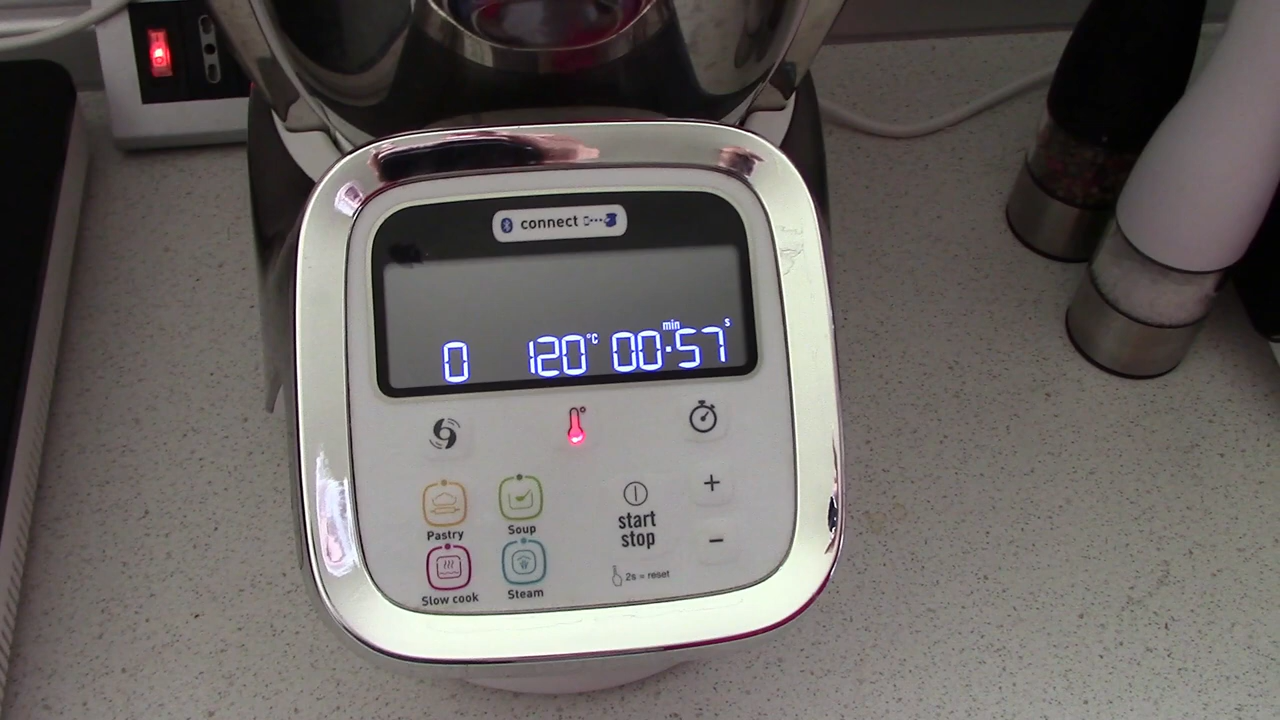 connect
0 120°C 00:57
min s
Pastry Soup
start
stop
+
-
Slow cook Steam
2s = reset